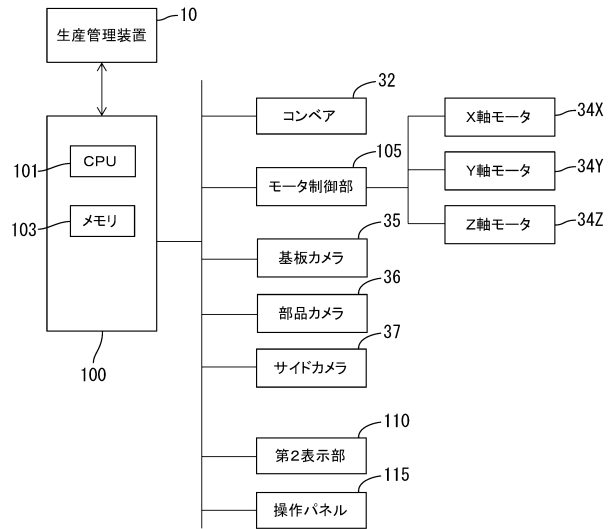 生産管理装置
10
101
CPU
103
メモリ
100
コンベア
32
モータ制御部
105
X軸モータ
34X
Y軸モータ
34Y
Z軸モータ
34Z
基板カメラ
35
部品カメラ
36
サイドカメラ
37
第2表示部
110
操作パネル
115